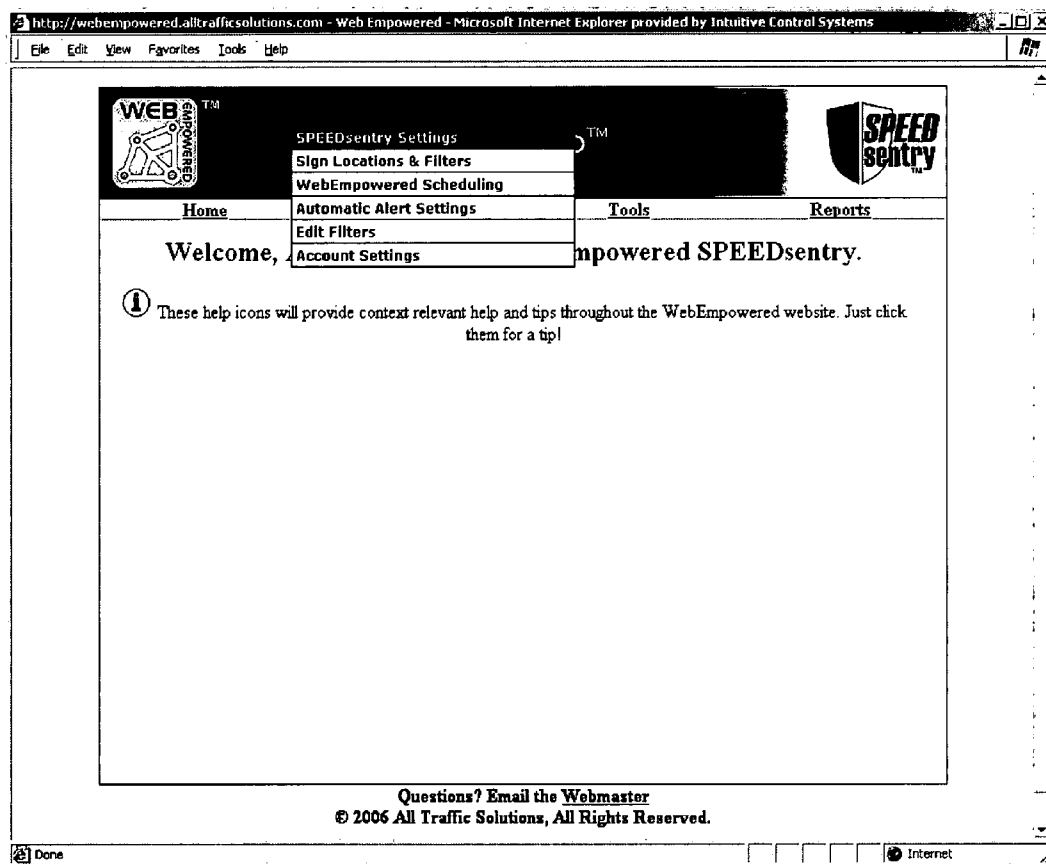 http://webempowered.alltrafficsolutions.com - Web Empowered - Microsoft Internet Explorer provided by Intuitive Control Systems
File Edit View Favorites Tools Help
WEB EMPOWERED TM
SPEEDsentry Settings
TM
SPEED sentry TM
Sign Locations & Filters
WebEmpowered Scheduling
Automatic Alert Settings
Edit Filters
Account Settings
Home Tools Reports
Welcome, mpowered SPEEDsentry.
i These help icons will provide context relevant help and tips throughout the WebEmpowered website. Just click
them for a tip!
Questions? Email the Webmaster
© 2006 All Traffic Solutions, All Rights Reserved.
Done Internet